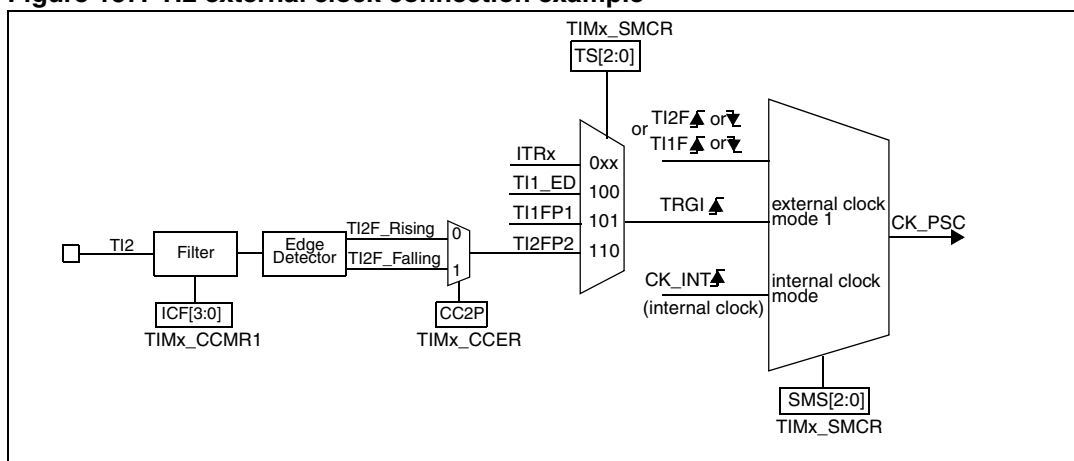 Figure 137. TI2 external clock connection example
TIMx_SMCR
TS[2:0]
or TI2F or
TI1F or
ITRx
0xx
TI1_ED
100
TI1FP1
101
TI2FP2
110
TRGI
external clock
mode 1
CK_PSC
CK_INT
(internal clock)
internal clock
mode
TI2
Filter
Edge
Detector
TI2F_Rising
TI2F_Falling
0
1
ICF[3:0]
TIMx_CCMR1
CC2P
TIMx_CCER
SMS[2:0]
TIMx_SMCR